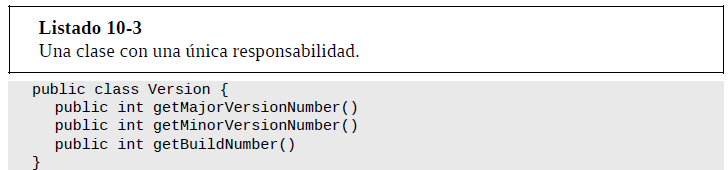 Listado 10-3
Una clase con una única responsabilidad.
public class Version {
public int getMajorVersionNumber()
public int getMinorVersionNumber()
public int getBuildNumber()
}